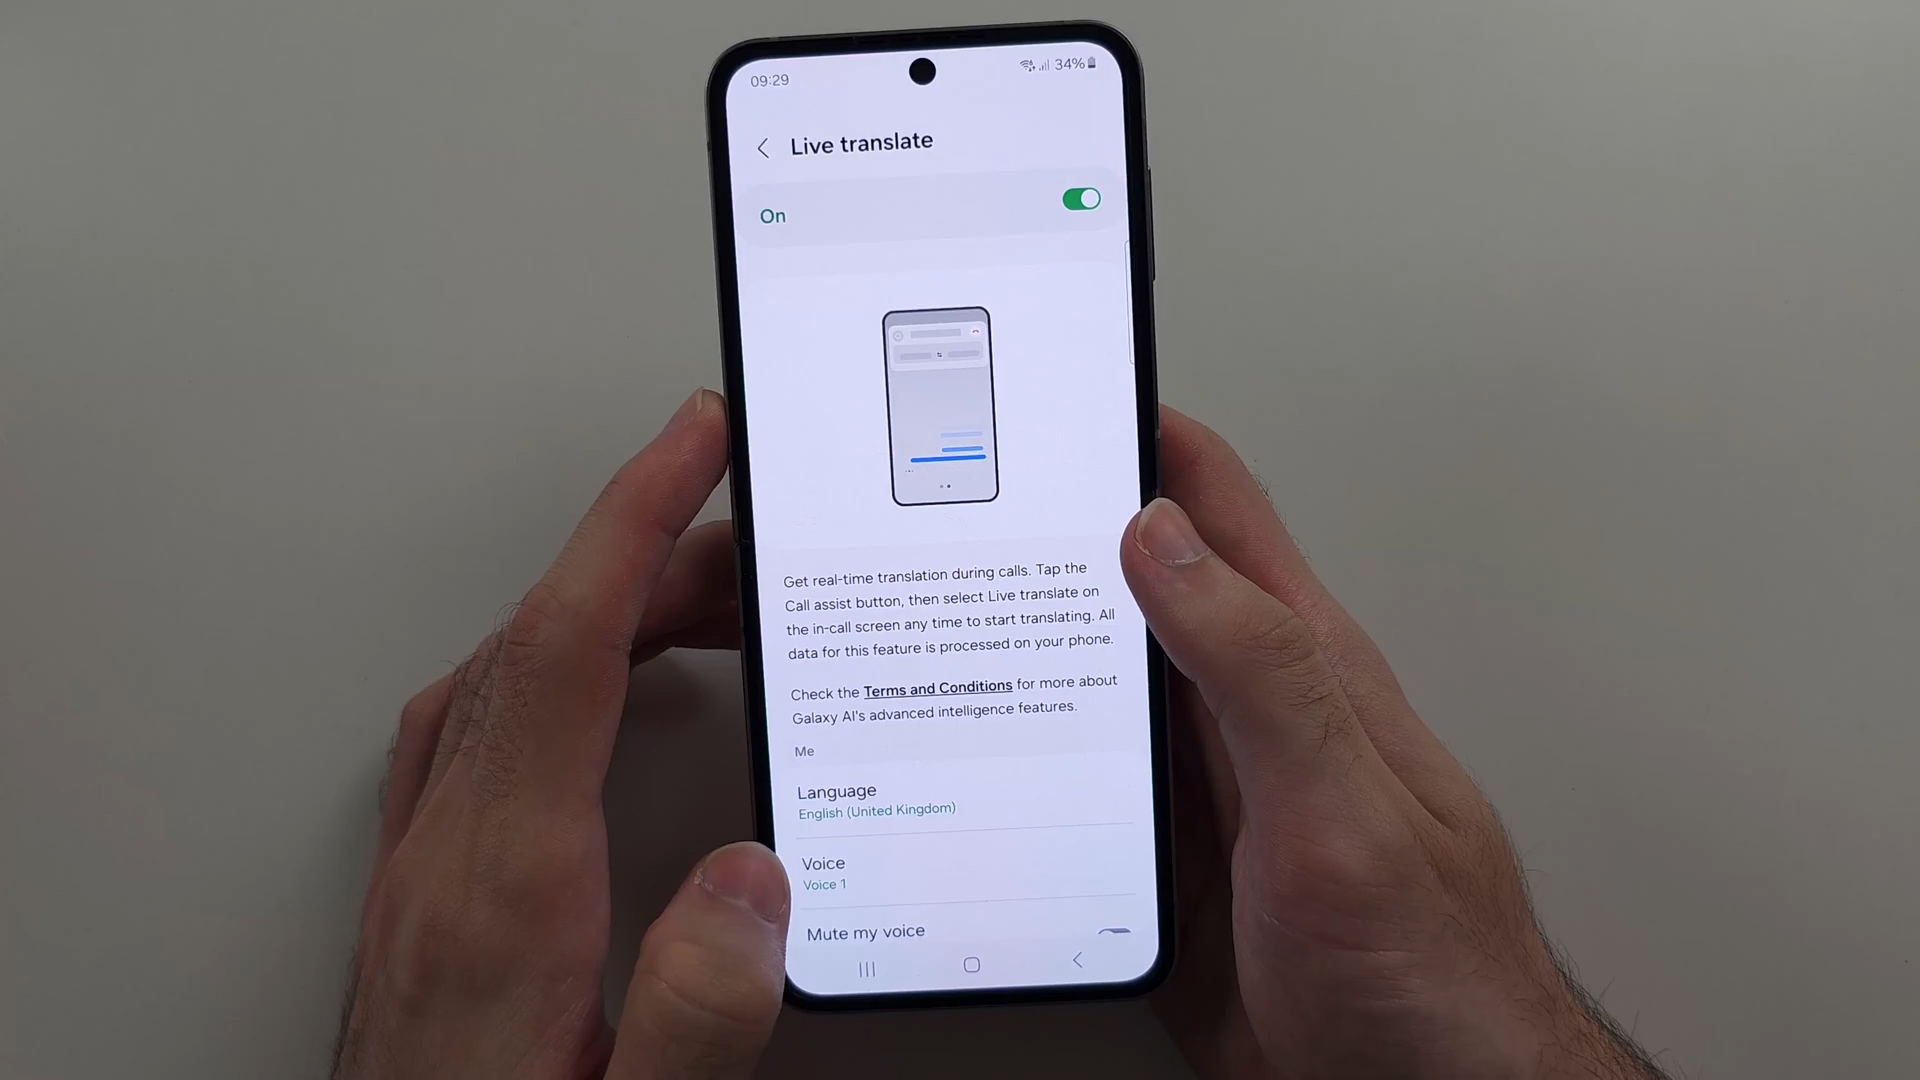 09:29
34%
Live translate
On
Get real-time translation during calls. Tap the
Call assist button, then select Live translate on
the in-call screen any time to start translating. All
data for this feature is processed on your phone.
Check the Terms and Conditions for more about
Galaxy AI's advanced intelligence features.
Me
Language
English (United Kingdom)
Voice
Voice 1
Mute my voice